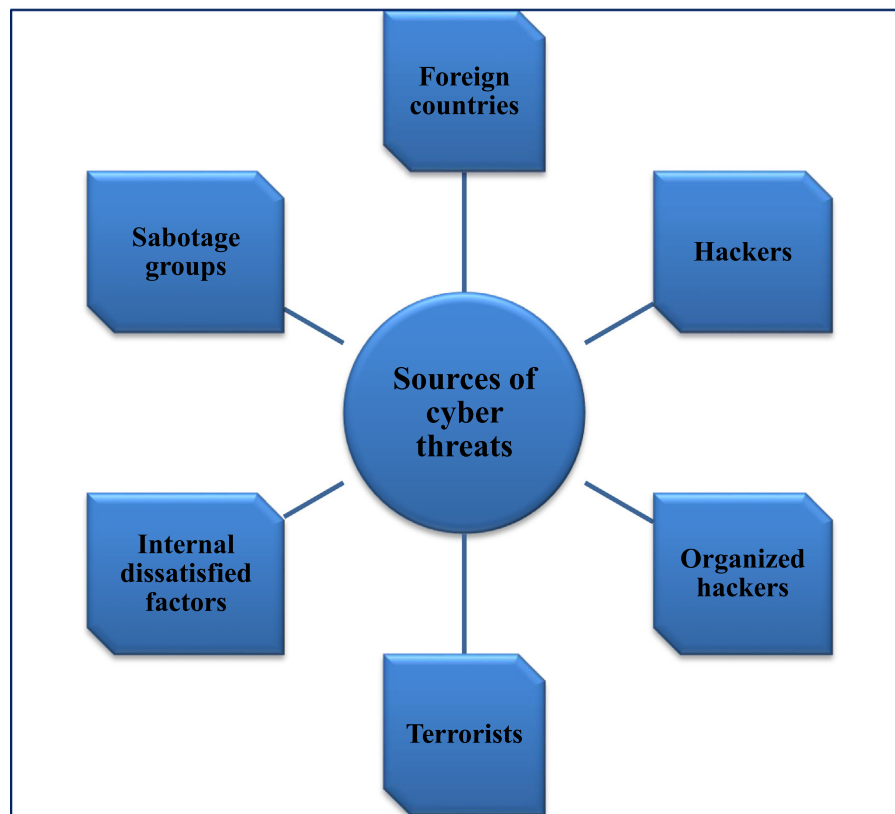 Foreign
countries
Sabotage
groups
Hackers
Sources of
cyber
threats
Internal
dissatisfied
factors
Organized
hackers
Terrorists